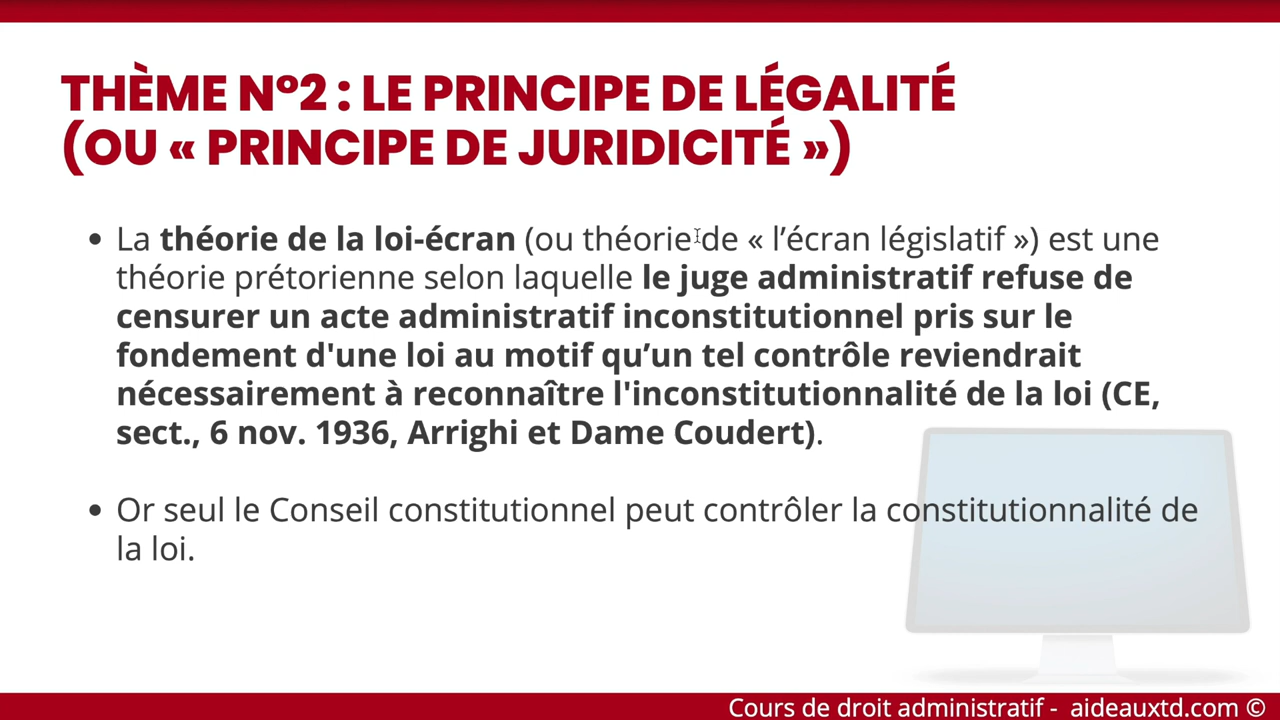 THÈME N°2 : LE PRINCIPE DE LÉGALITÉ
(OU « PRINCIPE DE JURIDICITÉ »)
• La théorie de la loi-écran (ou théorie de « l’écran législatif ») est une
théorie prétorienne selon laquelle le juge administratif refuse de
censurer un acte administratif inconstitutionnel pris sur le
fondement d'une loi au motif qu’un tel contrôle reviendrait
nécessairement à reconnaître l'inconstitutionnalité de la loi (CE,
sect., 6 nov. 1936, Arrighi et Dame Coudert).
• Or seul le Conseil constitutionnel peut contrôler la constitutionnalité de
la loi.
Cours de droit administratif - aideauxtd.com ©